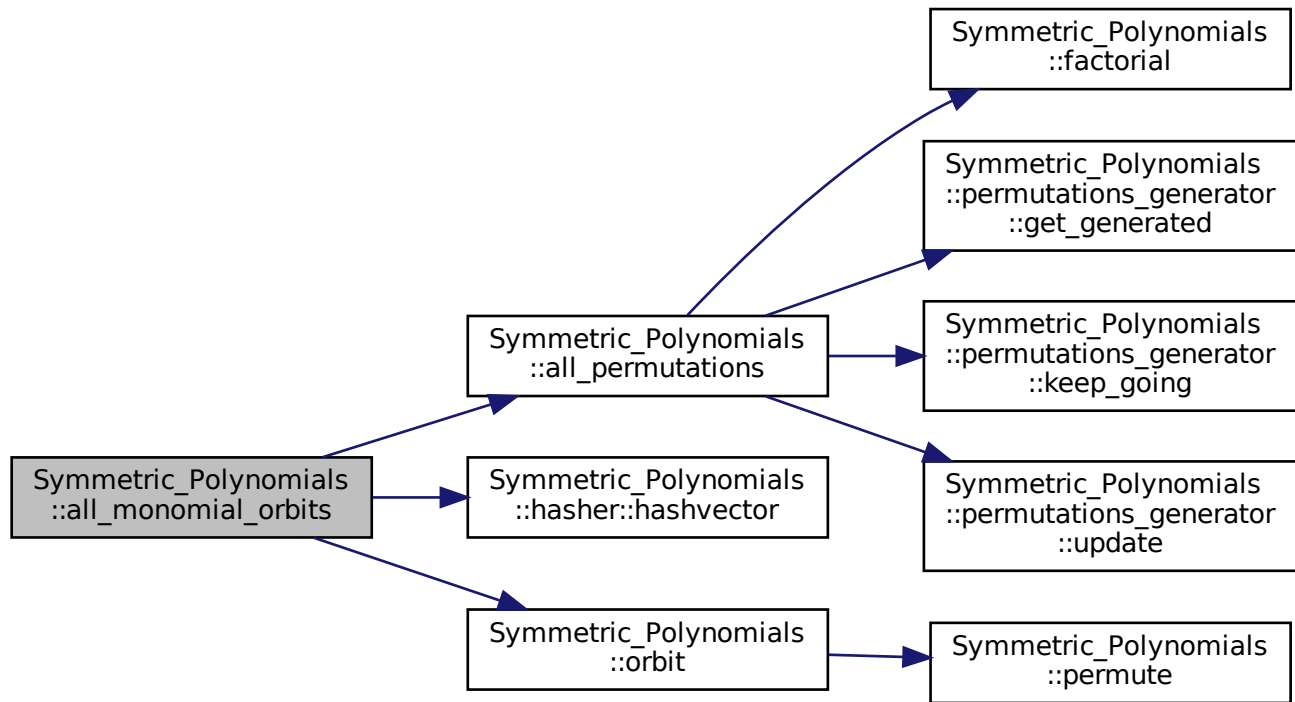 Symmetric_Polynomials
::all_monomial_orbits
Symmetric_Polynomials
::all_permutations
Symmetric_Polynomials
::factorial
Symmetric_Polynomials
::permutations_generator
::get_generated
Symmetric_Polynomials
::permutations_generator
::keep_going
Symmetric_Polynomials
::permutations_generator
::update
Symmetric_Polynomials
::hasher::hashvector
Symmetric_Polynomials
::orbit
Symmetric_Polynomials
::permute